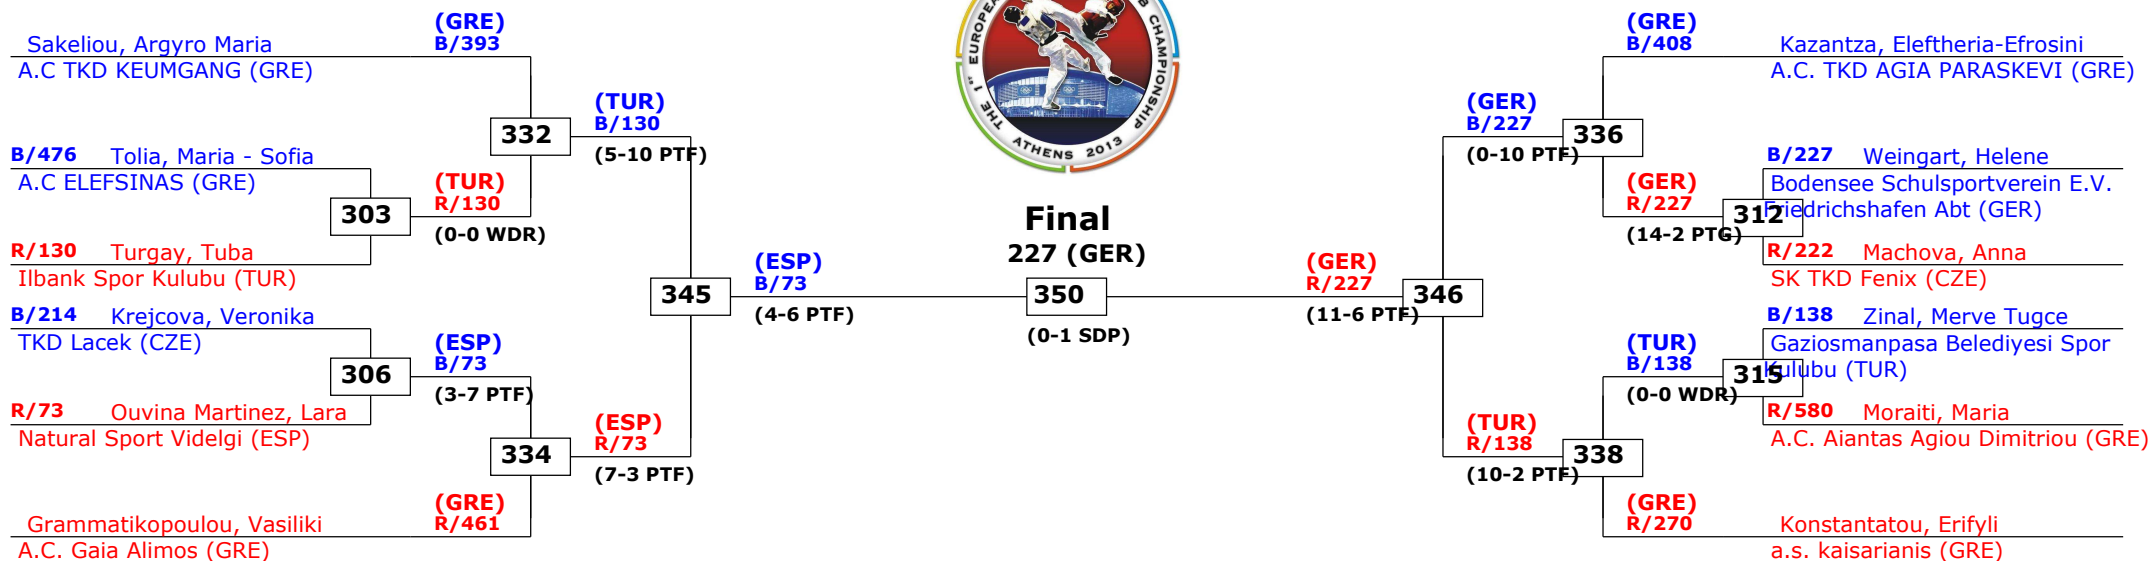 (GRE)
B/393
Sakeliou, Argyro Maria
A.C TKD KEUMGANG (GRE)
332
(TUR)
B/130
(5-10 PTF)
B/476 Tolia, Maria - Sofia
A.C ELEFSINAS (GRE)
303
(TUR)
R/130
(0-0 WDR)
R/130 Turgay, Tuba
Ilbank Spor Kulubu (TUR)
345
(ESP)
B/73
(4-6 PTF)
B/214 Krejcova, Veronika
TKD Lacek (CZE)
306
(ESP)
B/73
(3-7 PTF)
R/73 Ouvina Martinez, Lara
Natural Sport Videlgi (ESP)
334
(ESP)
R/73
(7-3 PTF)
(GRE)
R/461
Grammatikopoulou, Vasiliki
A.C. Gaia Alimos (GRE)
THE 1st EUROPEA
B CHAMPIONSHIP
ATHENS 2013
Final
227 (GER)
350
(0-1 SDP)
(GER)
R/227
(11-6 PTF)
346
(GER)
B/227
(0-10 PTF)
336
(GRE)
B/408
Kazantza, Eleftheria-Efrosini
A.C. TKD AGIA PARASKEVI (GRE)
(GER)
R/227
(14-2 PTG)
312
B/227 Weingart, Helene
Bodensee Schulsportverein E.V.
Friedrichshafen Abt (GER)
R/222 Machova, Anna
SK TKD Fenix (CZE)
(TUR)
R/138
(10-2 PTF)
338
(TUR)
B/138
(0-0 WDR)
315
B/138 Zinal, Merve Tugce
Gaziosmanpasa Belediyesi Spor
Kulubu (TUR)
R/580 Moraiti, Maria
A.C. Aiantas Agiou Dimitriou (GRE)
(GRE)
R/270
Konstantatou, Erifyli
a.s. kaisarianis (GRE)